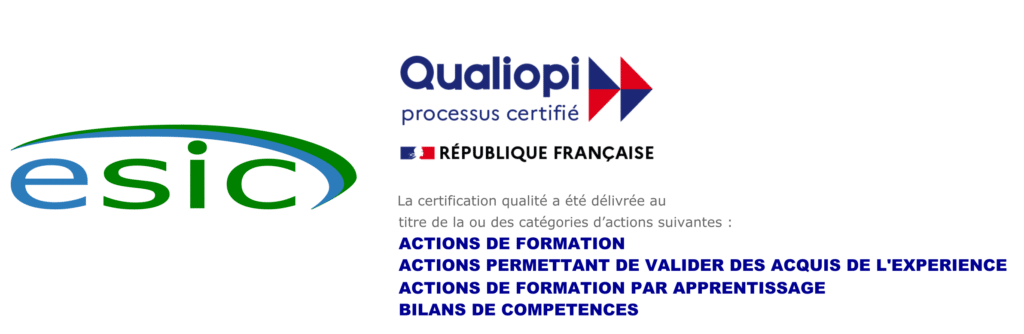 esic
Qualiopi
processus certifié
RÉPUBLIQUE FRANÇAISE
La certification qualité a été délivrée au
titre de la ou des catégories d’actions suivantes :
ACTIONS DE FORMATION
ACTIONS PERMETTANT DE VALIDER DES ACQUIS DE L'EXPERIENCE
ACTIONS DE FORMATION PAR APPRENTISSAGE
BILANS DE COMPETENCES